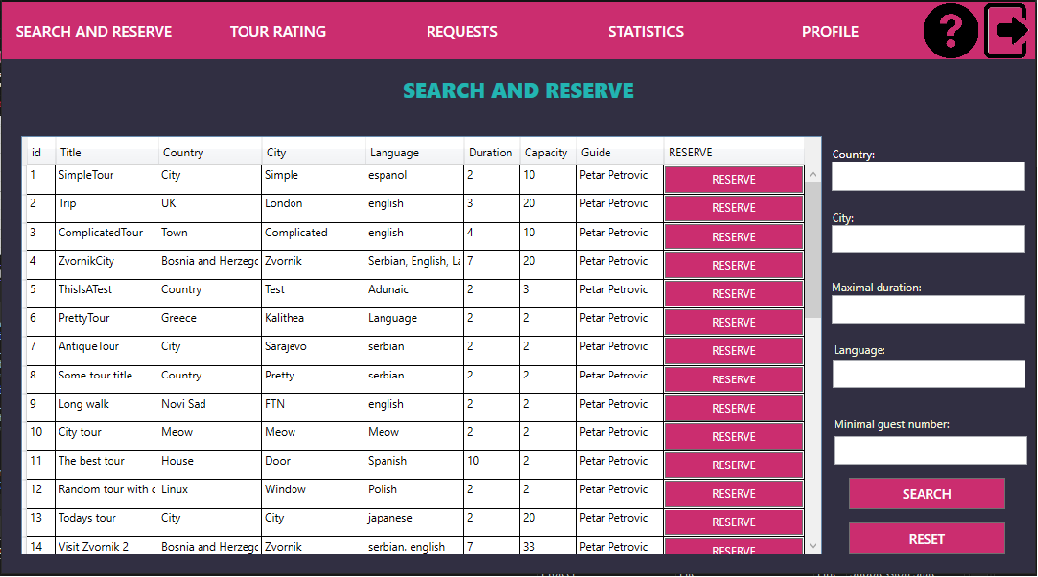 SEARCH AND RESERVE TOUR RATING REQUESTS STATISTICS PROFILE ?
SEARCH AND RESERVE
id Title Country City Language Duration Capacity Guide RESERVE
1 SimpleTour City Simple espanol 2 10 Petar Petrovic RESERVE
2 Trip UK London english 3 20 Petar Petrovic RESERVE
3 ComplicatedTour Town Complicated english 4 10 Petar Petrovic RESERVE
4 ZvornikCity Bosnia and Herzego Zvornik Serbian, English, La 7 20 Petar Petrovic RESERVE
5 ThisIsATest Country Test Adunaic 2 3 Petar Petrovic RESERVE
6 PrettyTour Greece Kalithea Language 2 2 Petar Petrovic RESERVE
7 AntiqueTour City Sarajevo serbian 2 2 Petar Petrovic RESERVE
8 Some tour title Country Pretty serbian 2 2 Petar Petrovic RESERVE
9 Long walk Novi Sad FTN english 2 2 Petar Petrovic RESERVE
10 City tour Meow Meow Meow 2 2 Petar Petrovic RESERVE
11 The best tour House Door Spanish 10 2 Petar Petrovic RESERVE
12 Random tour with Linux Window Polish 2 2 Petar Petrovic RESERVE
13 Todays tour City City japanese 2 20 Petar Petrovic RESERVE
14 Visit Zvornik 2 Bosnia and Herzego Zvornik serbian, english 7 33 Petar Petrovic RESERVE
Country:
City:
Maximal duration:
Language:
Minimal guest number:
SEARCH
RESET